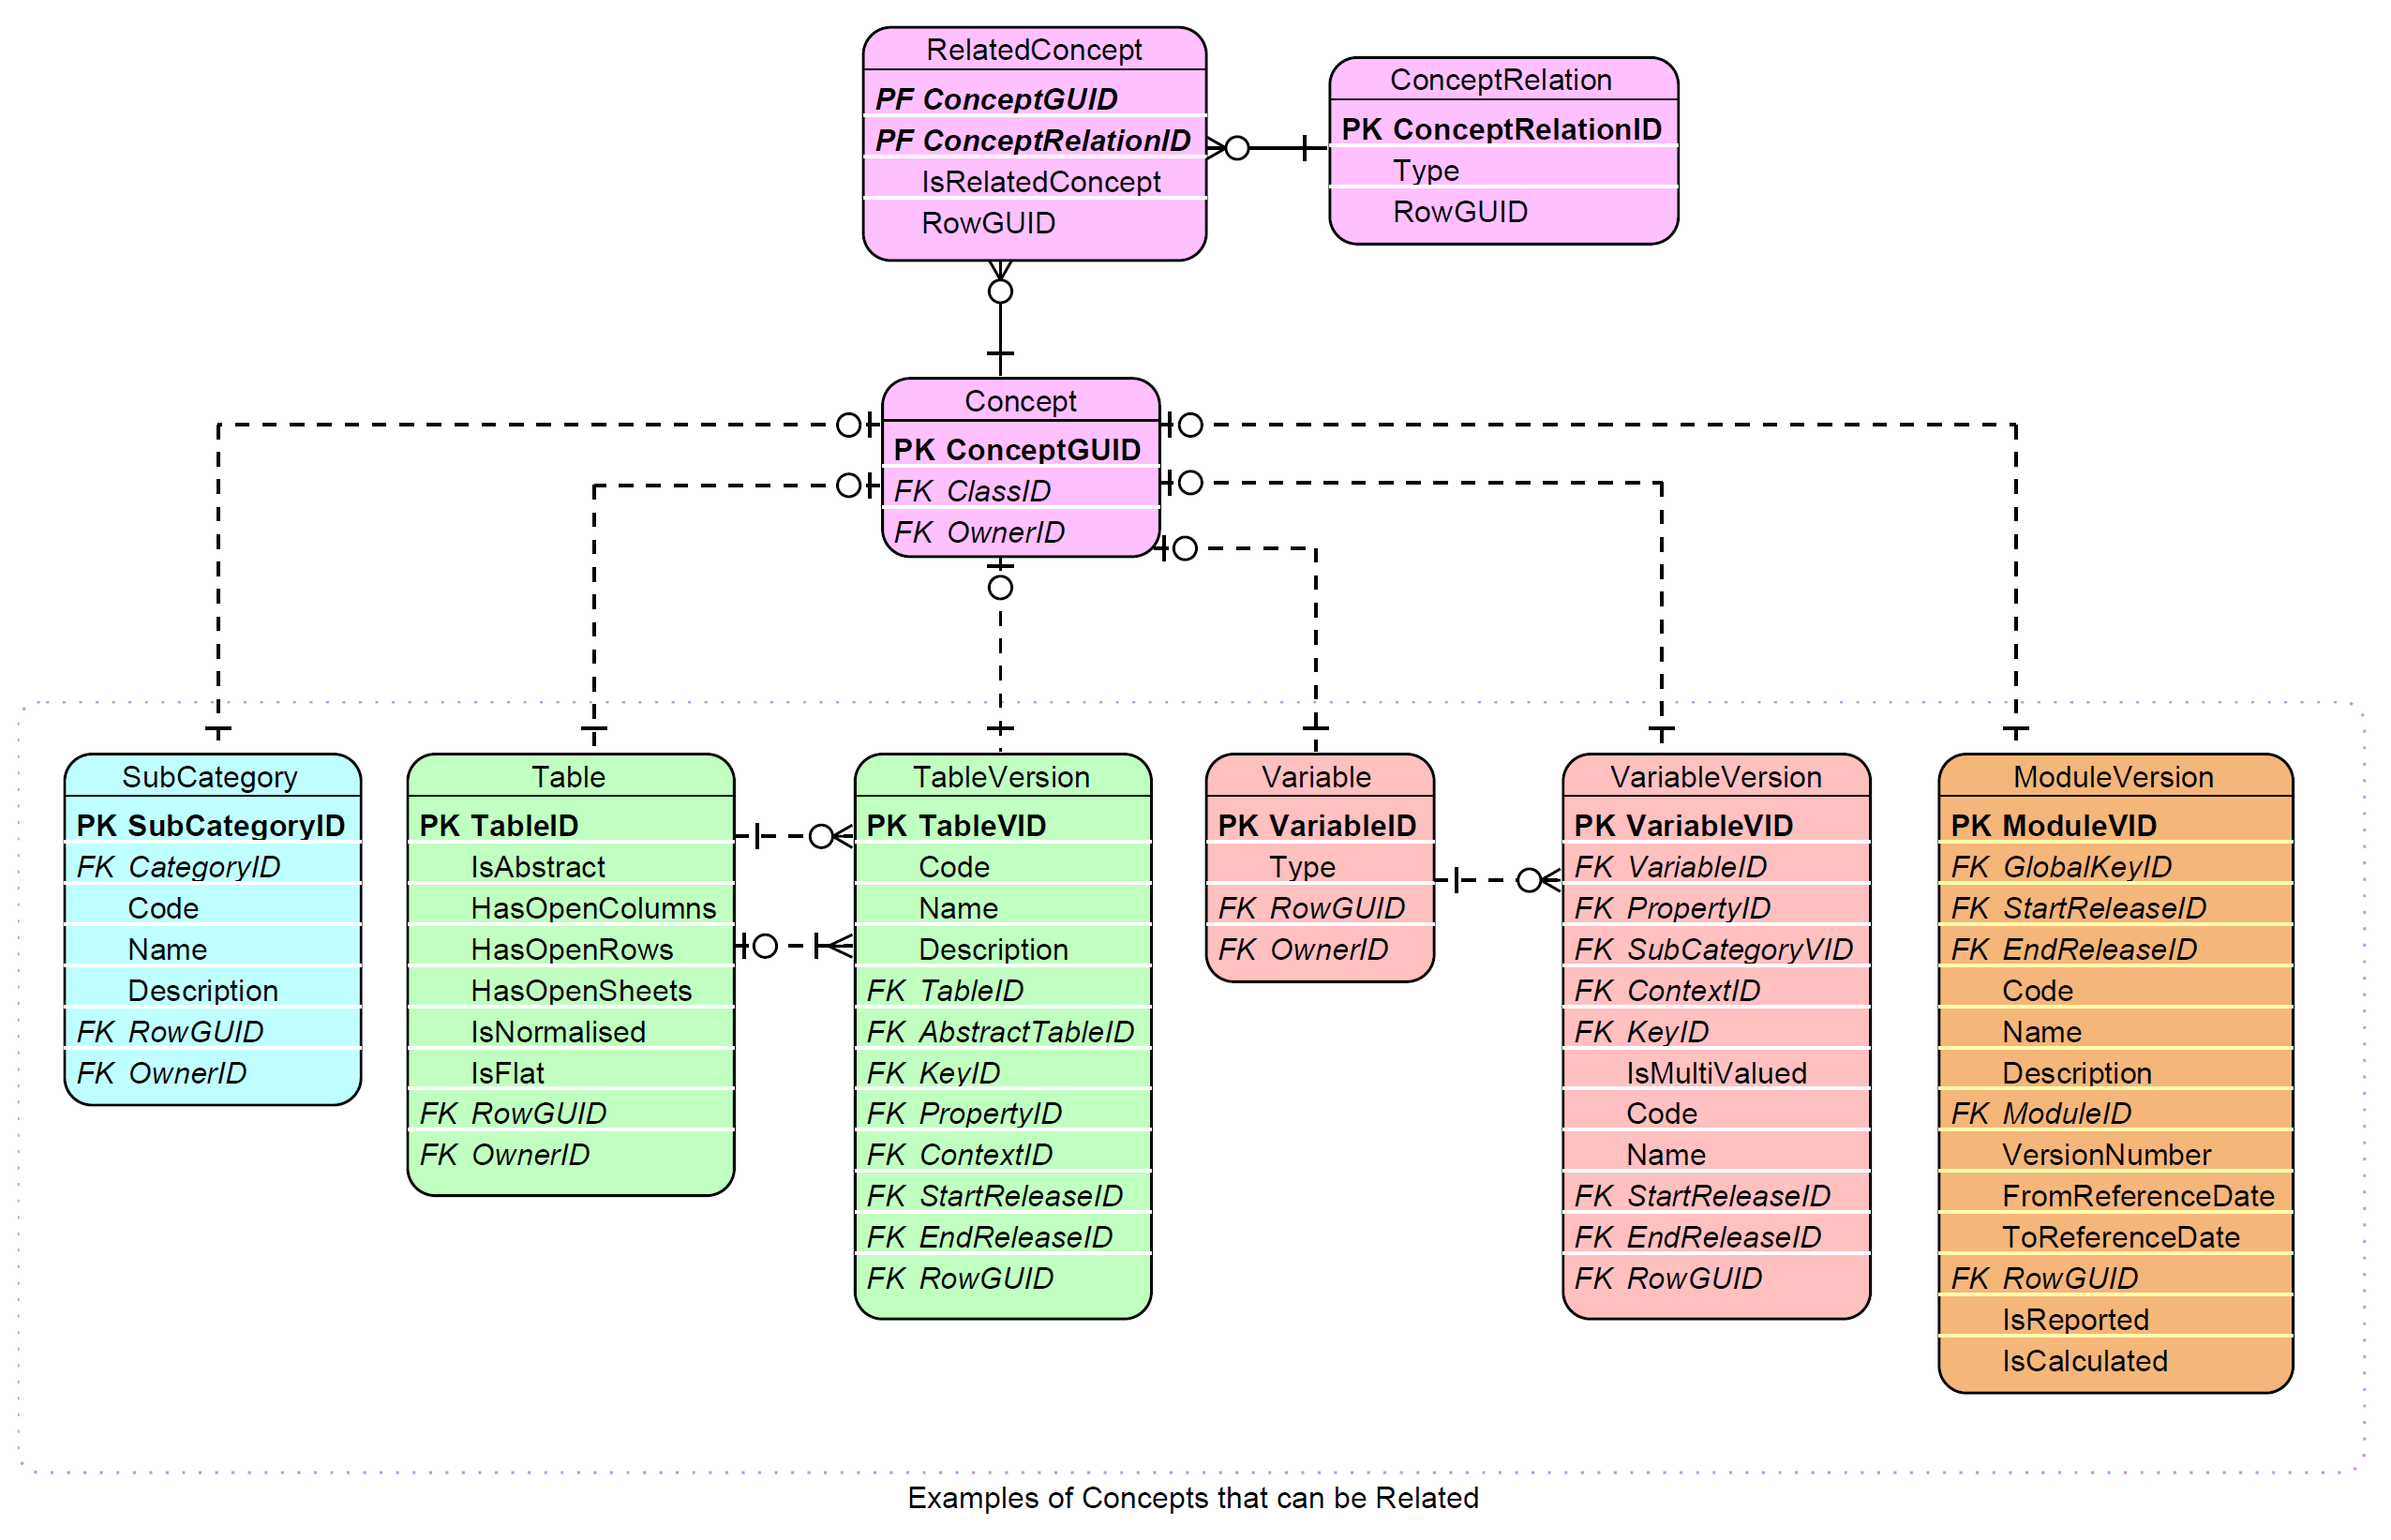 RelatedConcept
PF ConceptGUID
PF ConceptRelationID
IsRelatedConcept
RowGUID
ConceptRelation
PK ConceptRelationID
Type
RowGUID
Concept
PK ConceptGUID
FK ClassID
FK OwnerID
SubCategory
PK SubCategoryID
FK CategoryID
Code
Name
Description
FK RowGUID
FK OwnerID
Table
PK TableID
IsAbstract
HasOpenColumns
HasOpenRows
HasOpenSheets
IsNormalised
IsFlat
FK RowGUID
FK OwnerID
TableVersion
PK TableVID
Code
Name
Description
FK TableID
FK AbstractTableID
FK KeyID
FK PropertyID
FK ContextID
FK StartReleaseID
FK EndReleaseID
FK RowGUID
Variable
PK VariableID
Type
FK RowGUID
FK OwnerID
VariableVersion
PK VariableVID
FK VariableID
FK PropertyID
FK SubCategoryVID
FK ContextID
FK KeyID
IsMultiValued
Code
Name
FK StartReleaseID
FK EndReleaseID
FK RowGUID
ModuleVersion
PK ModuleVID
FK GlobalKeyID
FK StartReleaseID
FK EndReleaseID
Code
Name
Description
FK ModuleID
VersionNumber
FromReferenceDate
ToReferenceDate
FK RowGUID
IsReported
IsCalculated
Examples of Concepts that can be Related